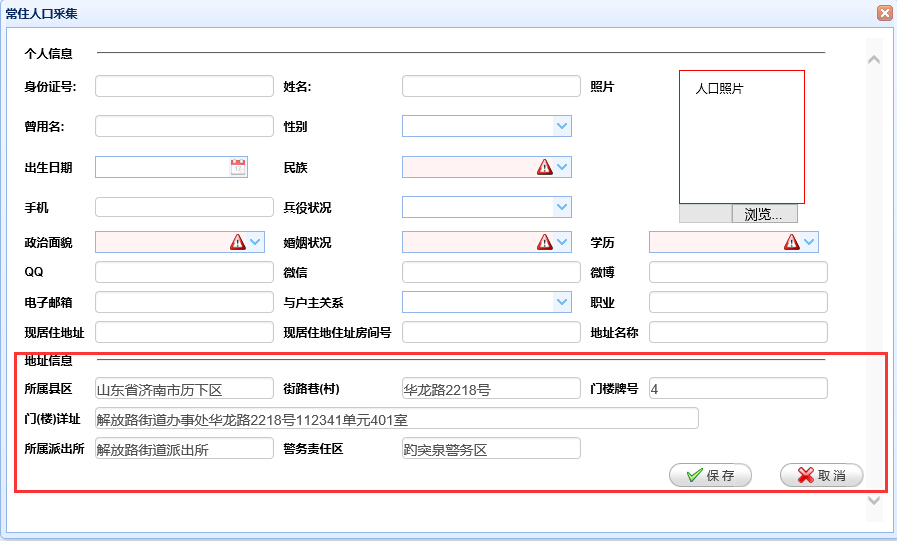 常住人口采集
个人信息
身份证号: 姓名: 照片 人口照片
曾用名: 性别
出生日期 民族
手机 兵役状况 浏览...
政治面貌 婚姻状况 学历
QQ 微信 微博
电子邮箱 与户主关系 职业
现居住地址 现居住地住址房间号 地址名称
地址信息
所属县区 山东省济南市历下区 街路巷(村) 华龙路2218号 门楼牌号 4
门(楼)详址 解放路街道办事处华龙路2218号112341单元401室
所属派出所 解放路街道派出所 警务责任区 趵突泉警务区
保存 取消